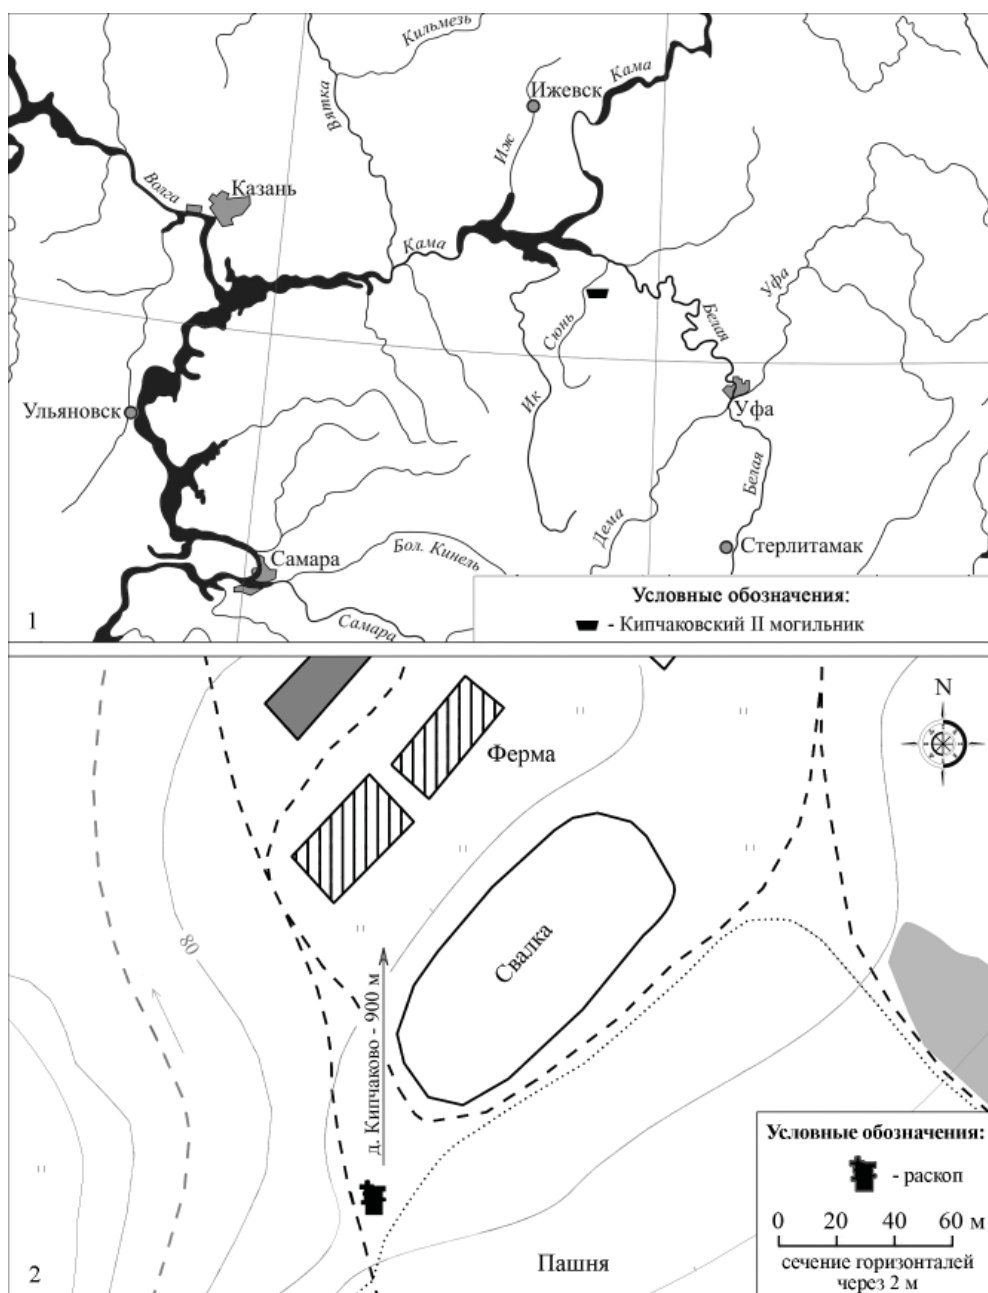 Кильмезь
Вятка
Ижевск
Кама
Иж
Волга
Казань
Кама
Уфа
Сюнь
Белая
Ульяновск
Ик
Уфа
Белая
Дема
Стерлитамак
Бол. Кинель
Самара
Самара
Условные обозначения:
- Кипчаковский II могильник
1
N
Ферма
80
Свалка
д. Кипчаково - 900 м
Условные обозначения:
- раскоп
0 20 40 60 м
сечение горизонталей
через 2 м
Пашня
2